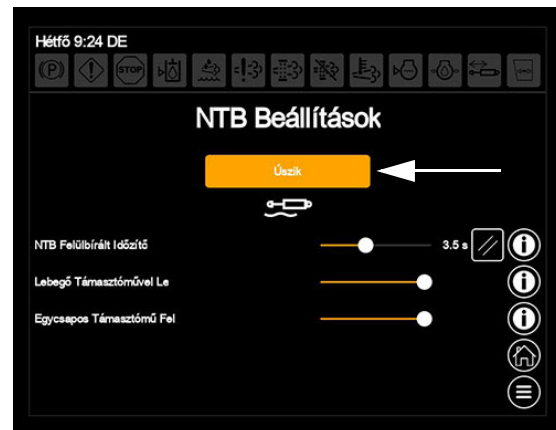 Hétfő 9:24 DE
(P) STOP
NTB Beállítások
Úszik
NTB Felülbírált Időzítő 3.5 s
Lebegő Támasztóművel Le
Egycsapos Támasztómű Fel